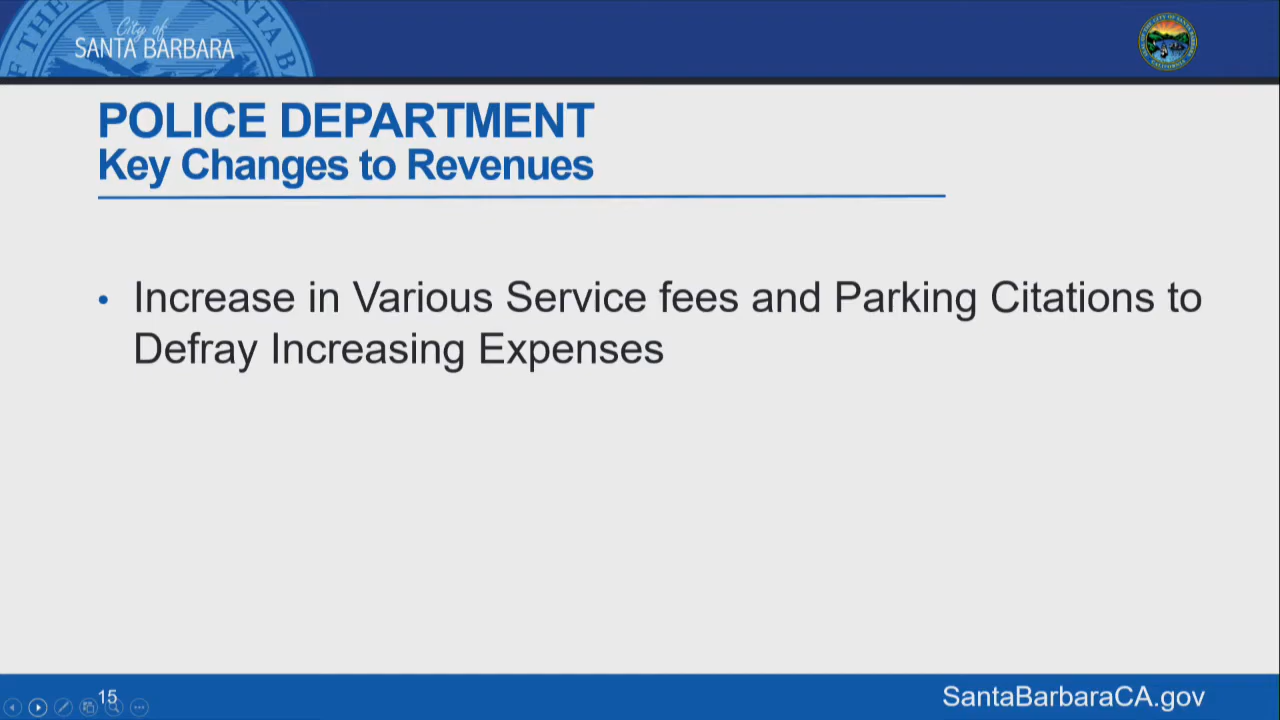 City of
SANTA BARBARA
POLICE DEPARTMENT
Key Changes to Revenues
• Increase in Various Service fees and Parking Citations to
Defray Increasing Expenses
15
SantaBarbaraCA.gov